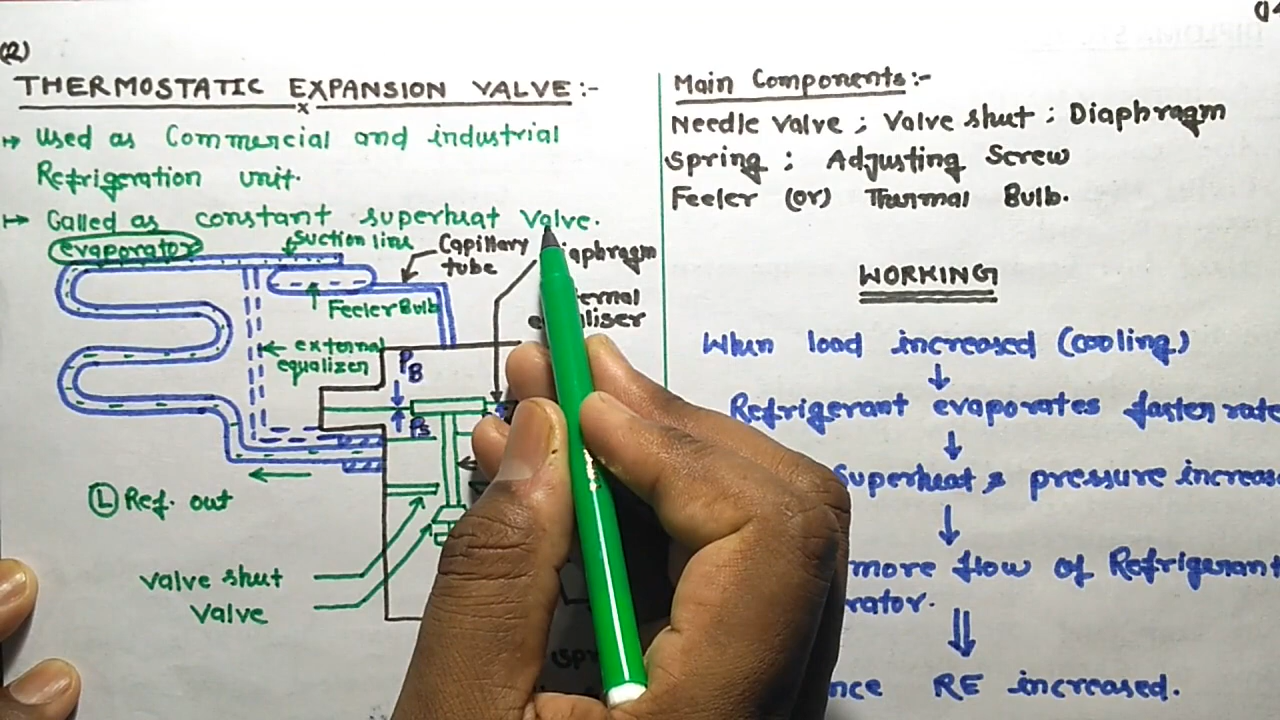 (2)
THERMOSTATIC EXPANSION VALVE :-
↦ Used as Commercial and industrial
Refrigeration unit.
↦ Called as constant superheat Valve.
evaporator
suction line
Capillary
tube
Feeler Bulb
external
equalizer
PB
Ps
Ⓛ Ref. out
Valve shut
Valve
Main Components :-
Needle valve ; Valve shut ; Diaphragm
Spring ; Adjusting Screw
Feeler (or) Thermal Bulb.
WORKING
When load increased (cooling)
↓
Refrigerant evaporates faster rate
↓
Superheat & pressure
↓
more flow of Refrigerant
⇓
RE increased.